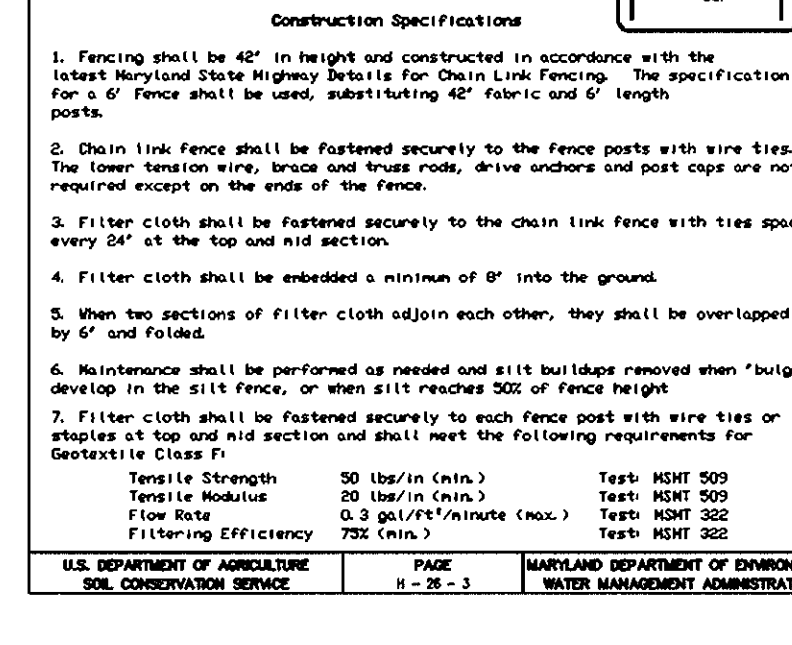 Construction Specifications
1. Fencing shall be 42" in height and constructed in accordance with the
latest Maryland State Highway Details for Chain Link Fencing. The specification
for a 6' Fence shall be used, substituting 42" fabric and 6' length
posts.
2. Chain link fence shall be fastened securely to the fence posts with wire ties.
The lower tension wire, brace and truss rods, drive anchors and post caps are not
required except on the ends of the fence.
3. Filter cloth shall be fastened securely to the chain link fence with ties spac
every 24" at the top and mid section.
4. Filter cloth shall be embedded a minimum of 8" into the ground.
5. When two sections of filter cloth adjoin each other, they shall be overlapped
by 6" and folded.
6. Maintenance shall be performed as needed and silt buildups removed when "bulg
develop in the silt fence, or when silt reaches 50% of fence height
7. Filter cloth shall be fastened securely to each fence post with wire ties or
staples at top and mid section and shall meet the following requirements for
Geotextile Class F:
Tensile Strength 50 lbs/in (min.) Test: MSMT 509
Tensile Modulus 20 lbs/in (min.) Test: MSMT 509
Flow Rate 0.3 gal/ft²/minute (max.) Test: MSMT 322
Filtering Efficiency 75% (min.) Test: MSMT 322
U.S. DEPARTMENT OF AGRICULTURE PAGE MARYLAND DEPARTMENT OF ENVIRON
SOIL CONSERVATION SERVICE H - 26 - 3 WATER MANAGEMENT ADMINISTRAT